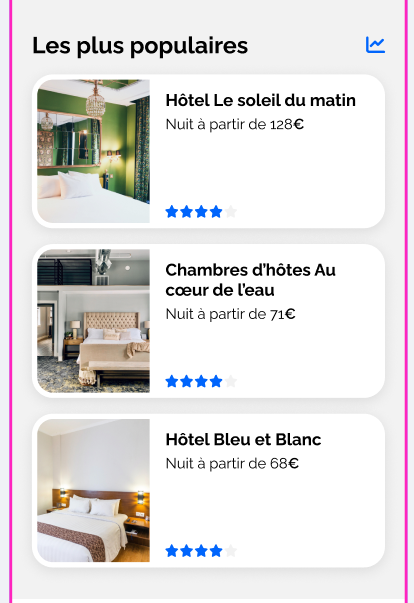 Les plus populaires
Hôtel Le soleil du matin
Nuit à partir de 128€
Chambres d’hôtes Au
cœur de l’eau
Nuit à partir de 71€
Hôtel Bleu et Blanc
Nuit à partir de 68€